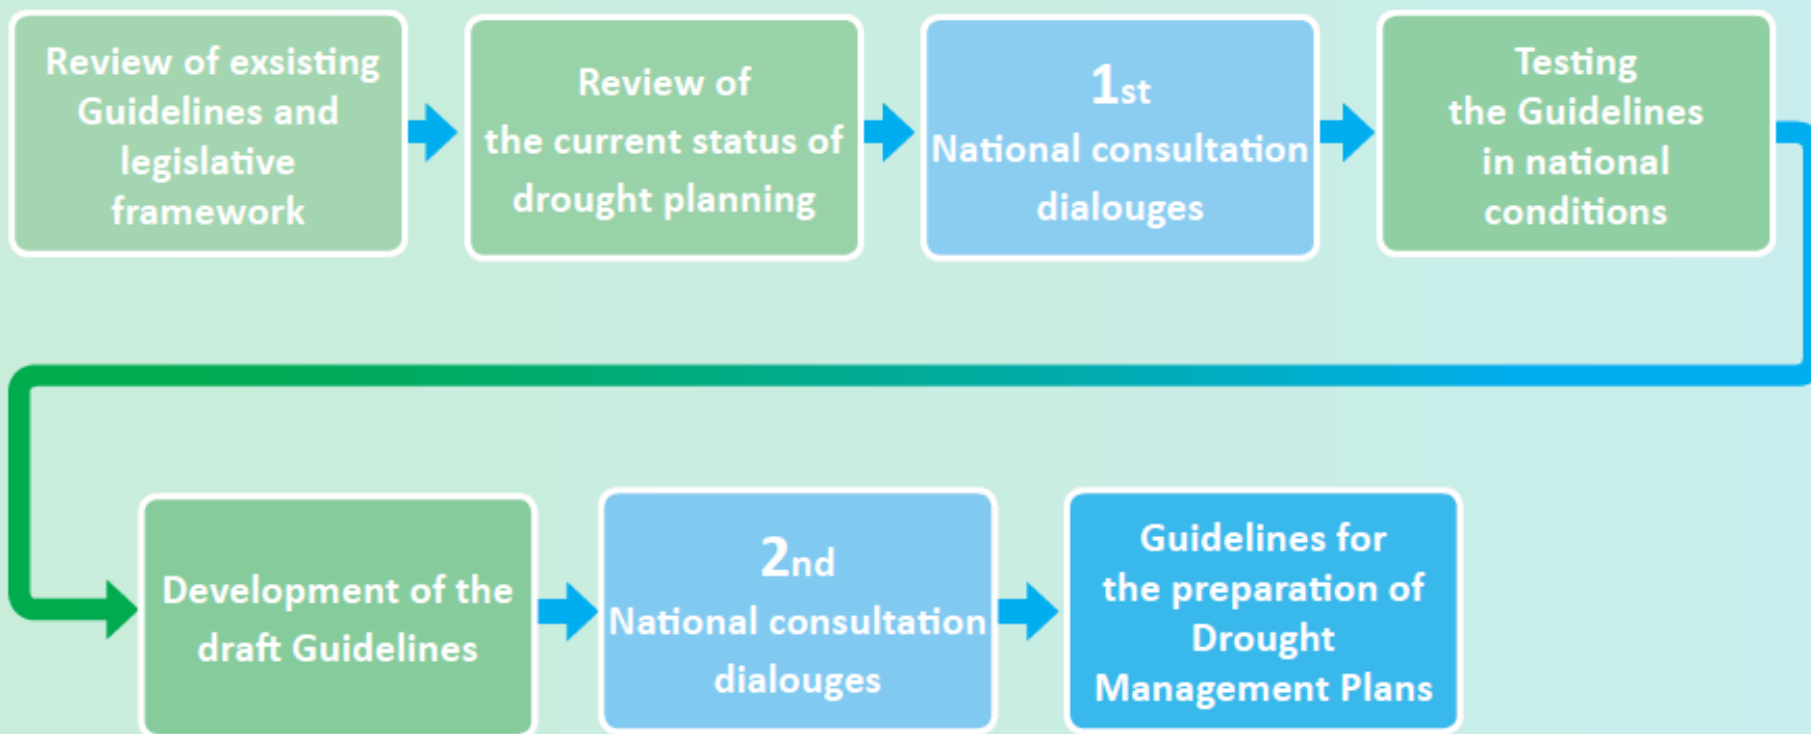 Review of exsisting
Guidelines and
legislative
framework
Review of
the current status of
drought planning
1st
National consultation
dialouges
Testing
the Guidelines
in national
conditions
Development of the
draft Guidelines
2nd
National consultation
dialouges
Guidelines for
the preparation of
Drought
Management Plans